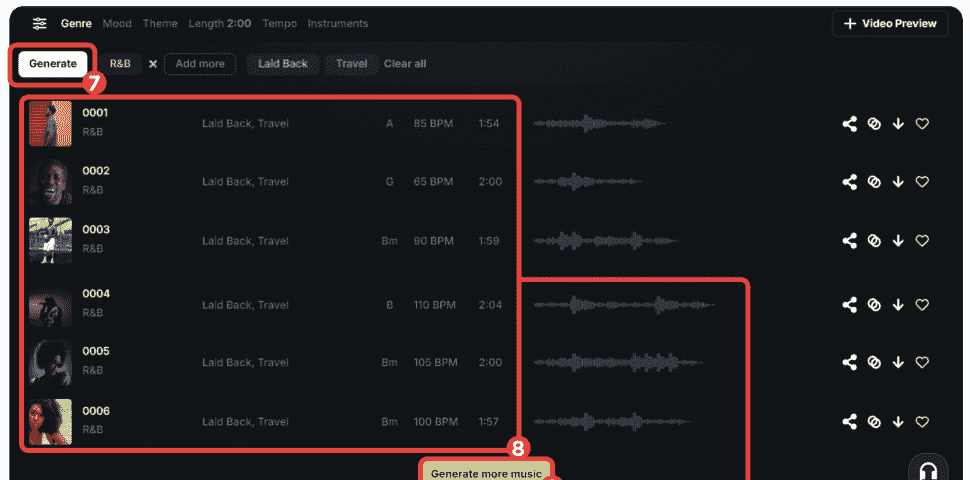 Genre Mood Theme Length 2:00 Tempo Instruments + Video Preview
Generate R&B × Add more Laid Back Travel Clear all
7
0001
R&B Laid Back, Travel A 85 BPM 1:54
0002
R&B Laid Back, Travel G 65 BPM 2:00
0003
R&B Laid Back, Travel Bm 90 BPM 1:59
0004
R&B Laid Back, Travel B 110 BPM 2:04
0005
R&B Laid Back, Travel Bm 105 BPM 2:00
0006
R&B Laid Back, Travel Bm 100 BPM 1:57
8
Generate more music